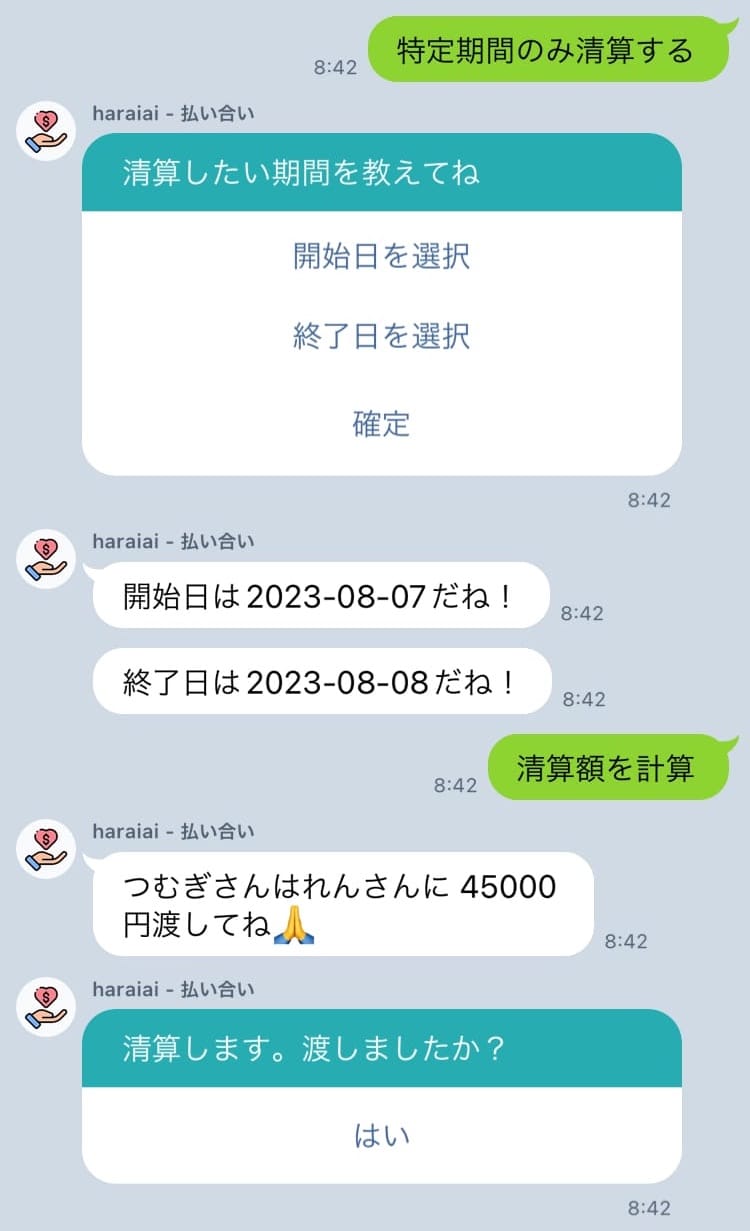 特定期間のみ清算する
8:42
haraiai - 払い合い
清算したい期間を教えてね
開始日を選択
終了日を選択
確定
8:42
haraiai - 払い合い
開始日は2023-08-07だね！
8:42
終了日は2023-08-08だね！
8:42
清算額を計算
8:42
haraiai - 払い合い
つむぎさんはれんさんに 45000
円渡してね🙏
8:42
haraiai - 払い合い
清算します。渡しましたか？
はい
8:42